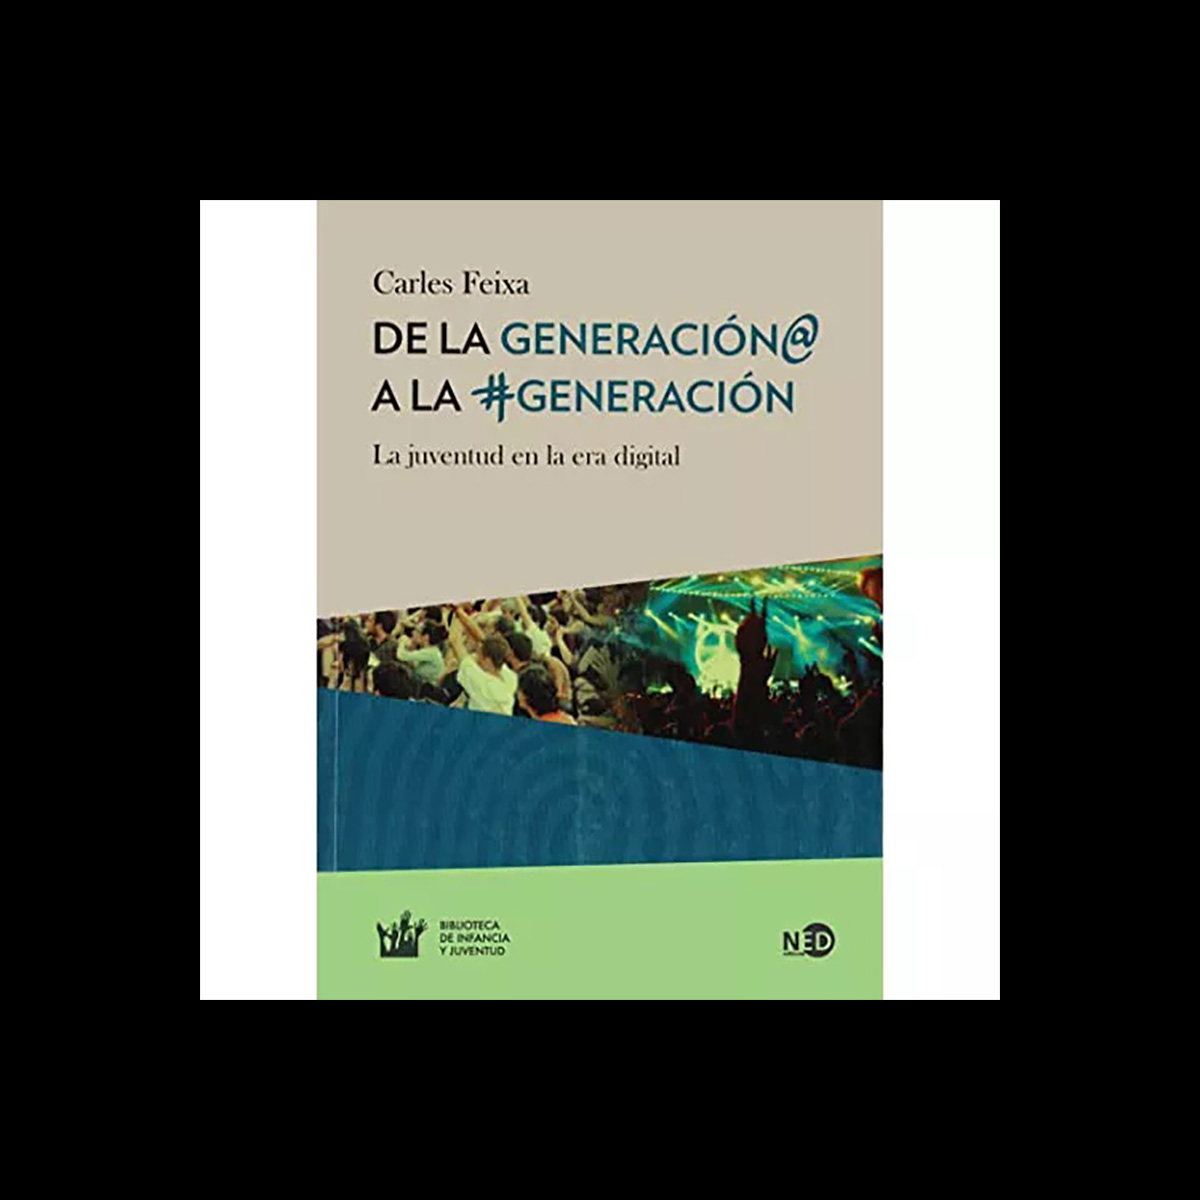 Carles Feixa
DE LA GENERACIÓN@
A LA #GENERACIÓN
La juventud en la era digital
BIBLIOTECA
DE INFANCIA
Y JUVENTUD
NED